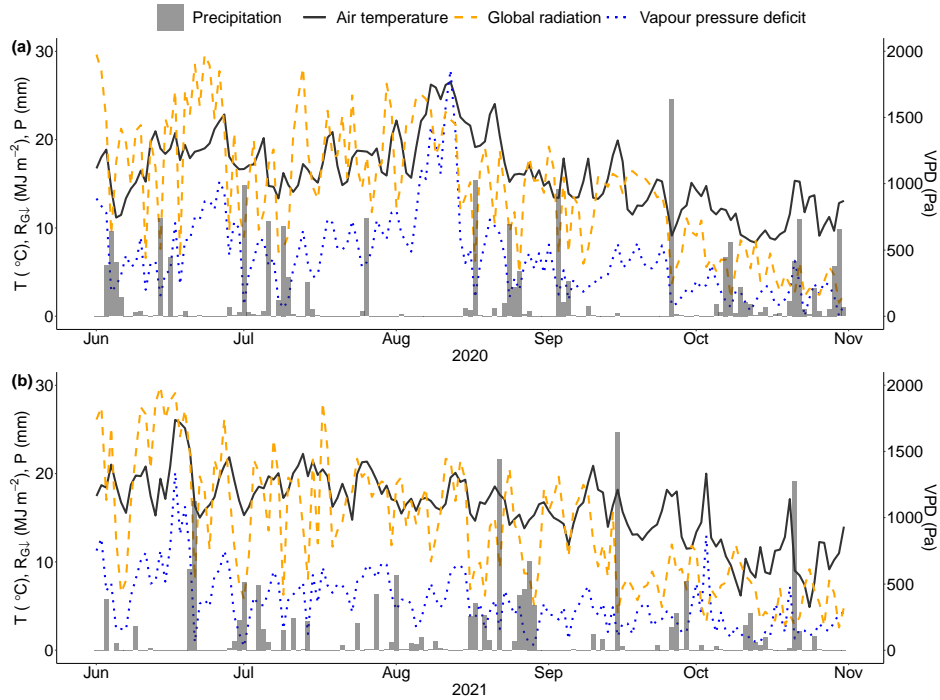 Precipitation Air temperature Global radiation Vapour pressure deficit
(a)
30
20
10
0
T ( °C), RG↓ (MJ m−2), P (mm)
2000
1500
1000
500
0
VPD (Pa)
Jun Jul Aug Sep Oct Nov
2020
(b)
30
20
10
0
T ( °C), RG↓ (MJ m−2), P (mm)
2000
1500
1000
500
0
VPD (Pa)
Jun Jul Aug Sep Oct Nov
2021